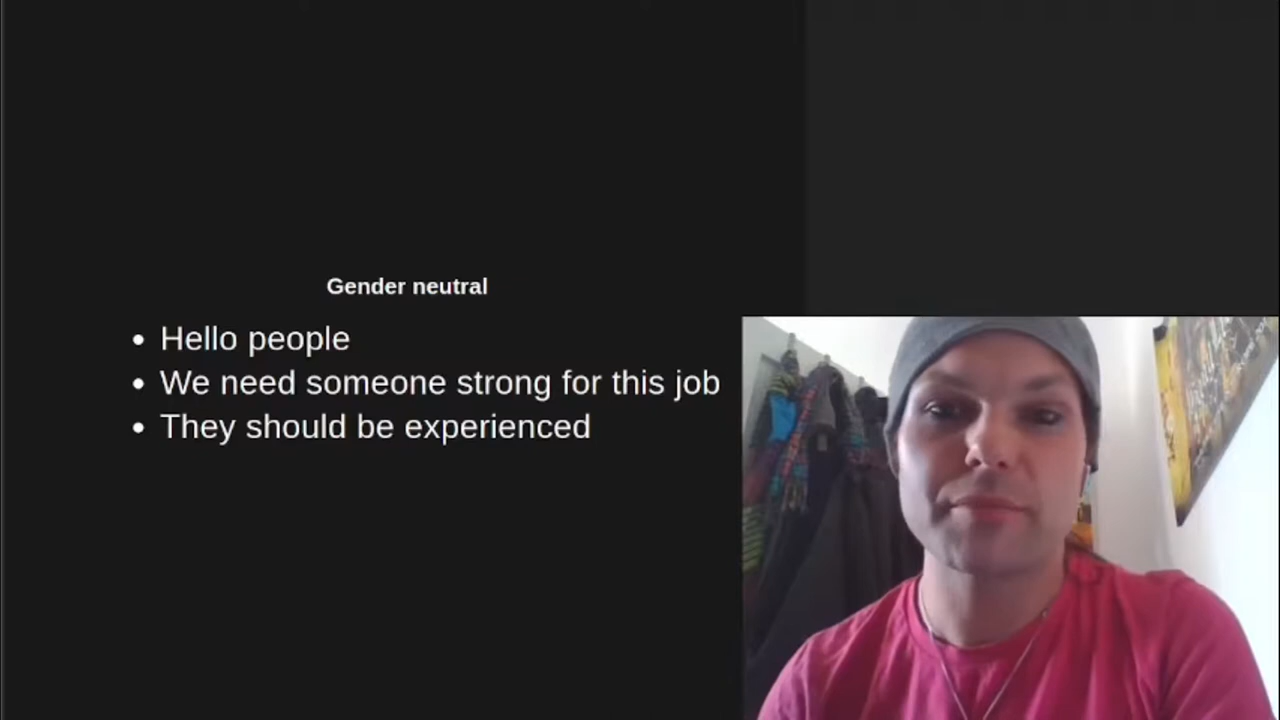 Gender neutral
Hello people
We need someone strong for this job
They should be experienced